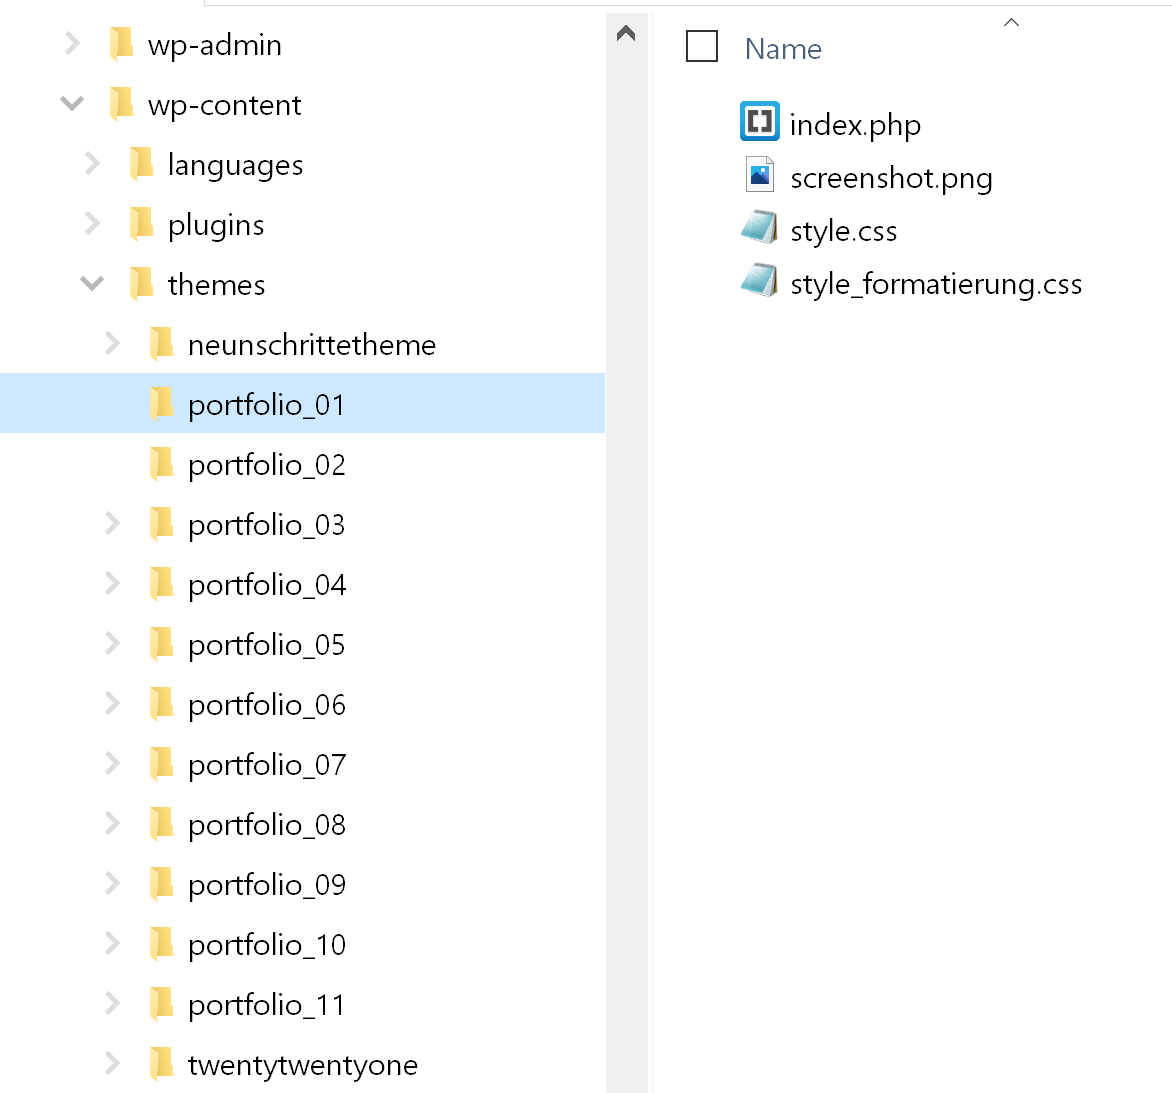 wp-admin
wp-content
languages
plugins
themes
neunschrittetheme
portfolio_01
portfolio_02
portfolio_03
portfolio_04
portfolio_05
portfolio_06
portfolio_07
portfolio_08
portfolio_09
portfolio_10
portfolio_11
twentytwentyone
Name
index.php
screenshot.png
style.css
style_formatierung.css